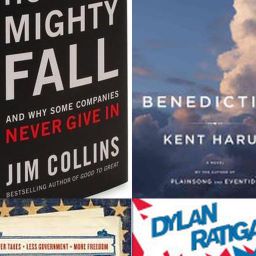 MIGHTY
FALL
AND WHY SOME COMPANIES
NEVER GIVE IN
JIM COLLINS
BESTSELLING AUTHOR OF GOOD TO GREAT
BENEDICTI
KENT HARU
A NOVEL
BY THE AUTHOR OF
PLAINSONG AND EVENTID
ER TAXES • LESS GOVERNMENT • MORE FREEDOM
DYLAN
RATIGA